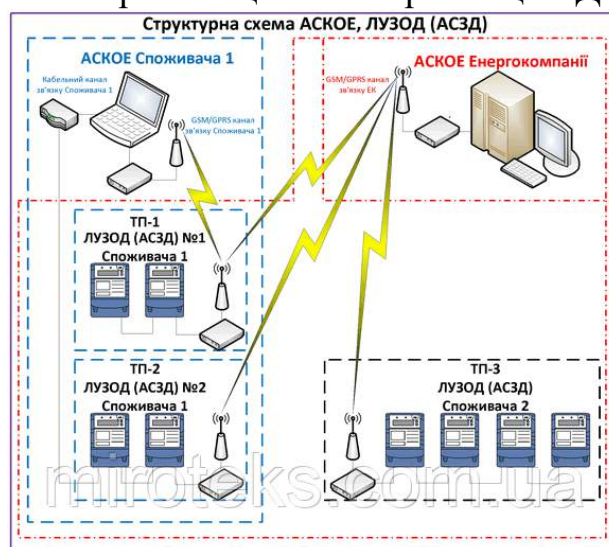 Структурна схема АСКОЕ, ЛУЗОД (АСЗД)
АСКОЕ Споживача 1
Кабельний канал
зв'язку Споживача 1
GSM/GPRS канал
зв'язку Споживача 1
GSM/GPRS канал
зв'язку ЕК
АСКОЕ Енергокомпанії
ТП-1
ЛУЗОД (АСЗД) №1
Споживача 1
ТП-2
ЛУЗОД (АСЗД) №2
Споживача 1
ТП-3
ЛУЗОД (АСЗД)
Споживача 2
miroteks.com.ua